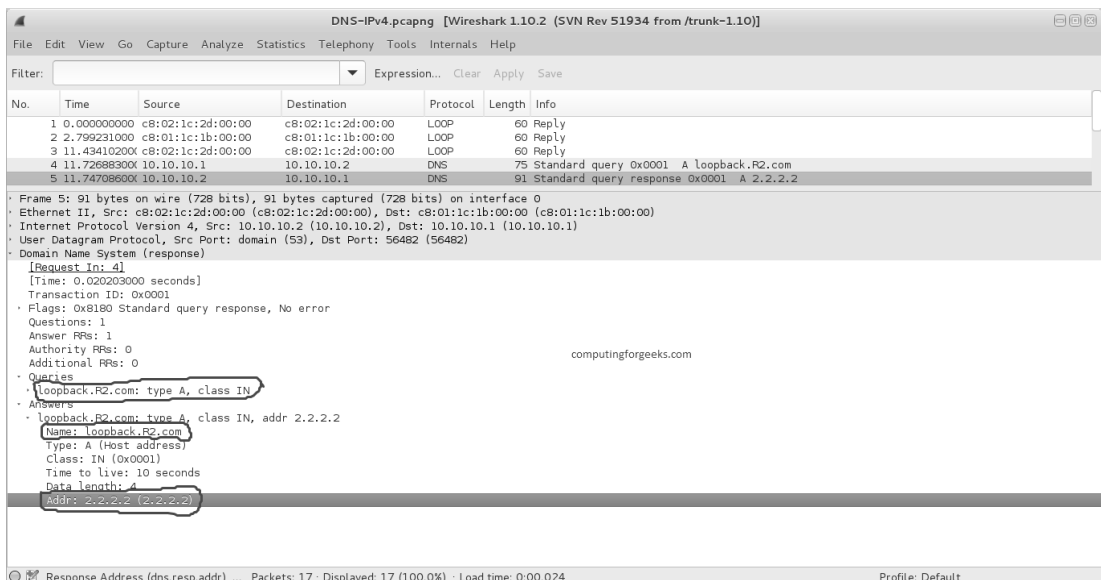 DNS-IPv4.pcapng [Wireshark 1.10.2 (SVN Rev 51934 from /trunk-1.10)]
File Edit View Go Capture Analyze Statistics Telephony Tools Internals Help
Filter: Expression... Clear Apply Save
No. Time Source Destination Protocol Length Info
1 0.000000000 c8:02:1c:2d:00:00 c8:02:1c:2d:00:00 LOOP 60 Reply
2 2.799231000 c8:01:1c:1b:00:00 c8:01:1c:1b:00:00 LOOP 60 Reply
3 11.43410200( c8:02:1c:2d:00:00 c8:02:1c:2d:00:00 LOOP 60 Reply
4 11.72688300( 10.10.10.1 10.10.10.2 DNS 75 Standard query 0x0001 A loopback.R2.com
5 11.74708600( 10.10.10.2 10.10.10.1 DNS 91 Standard query response 0x0001 A 2.2.2.2
Frame 5: 91 bytes on wire (728 bits), 91 bytes captured (728 bits) on interface 0
Ethernet II, Src: c8:02:1c:2d:00:00 (c8:02:1c:2d:00:00), Dst: c8:01:1c:1b:00:00 (c8:01:1c:1b:00:00)
Internet Protocol Version 4, Src: 10.10.10.2 (10.10.10.2), Dst: 10.10.10.1 (10.10.10.1)
User Datagram Protocol, Src Port: domain (53), Dst Port: 56482 (56482)
Domain Name System (response)
[Request In: 4]
[Time: 0.020203000 seconds]
Transaction ID: 0x0001
Flags: 0x8180 Standard query response, No error
Questions: 1
Answer RRs: 1
Authority RRs: 0
Additional RRs: 0
computingforgeeks.com
Queries
loopback.R2.com: type A, class IN
Answers
loopback.R2.com: type A, class IN, addr 2.2.2.2
Name: loopback.R2.com
Type: A (Host address)
Class: IN (0x0001)
Time to live: 10 seconds
Data length: 4
Addr: 2.2.2.2 (2.2.2.2)
Response Address (dns.resp.addr) ... Packets: 17 · Displayed: 17 (100.0%) · Load time: 0:00.024 Profile: Default